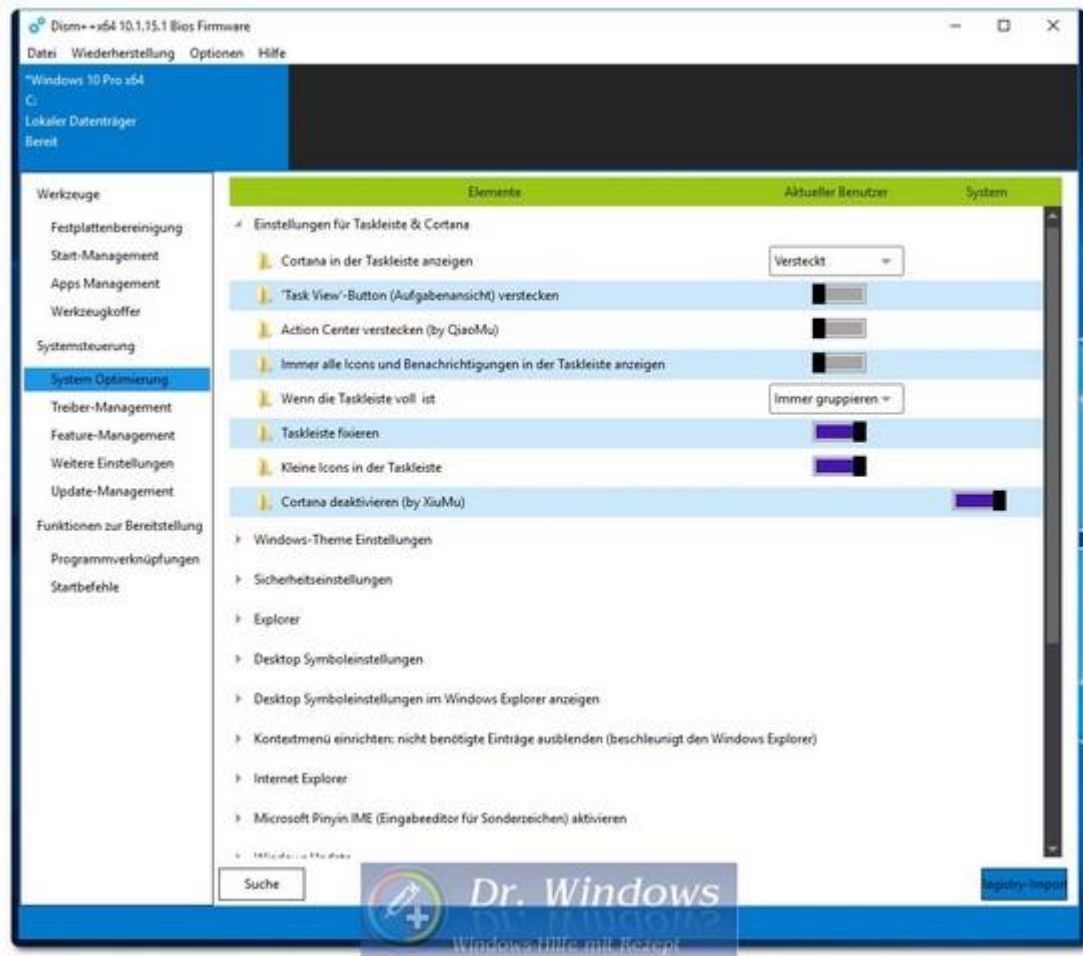 Dism++x64 10.1.15.1 Bios Firmware
Datei Wiederherstellung Optionen Hilfe
"Windows 10 Pro x64
C:
Lokaler Datenträger
Bereit
Werkzeuge
Festplattenbereinigung
Start-Management
Apps Management
Werkzeugkoffer
Systemsteuerung
System Optimierung
Treiber-Management
Feature-Management
Weitere Einstellungen
Update-Management
Funktionen zur Bereitstellung
Programmverknüpfungen
Startbefehle
Elemente Aktueller Benutzer System
Einstellungen für Taskleiste & Cortana
Cortana in der Taskleiste anzeigen Versteckt
'Task View'-Button (Aufgabenansicht) verstecken
Action Center verstecken (by QiaoMu)
Immer alle Icons und Benachrichtigungen in der Taskleiste anzeigen
Wenn die Taskleiste voll ist Immer gruppieren
Taskleiste fixieren
Kleine Icons in der Taskleiste
Cortana deaktivieren (by XiuMu)
Windows-Theme Einstellungen
Sicherheitseinstellungen
Explorer
Desktop Symboleinstellungen
Desktop Symboleinstellungen im Windows Explorer anzeigen
Kontextmenü einrichten: nicht benötigte Einträge ausblenden (beschleunigt den Windows Explorer)
Internet Explorer
Microsoft Pinyin IME (Eingabeeditor für Sonderzeichen) aktivieren
Windows Update
Suche
Registry-Import
Dr. Windows
Windows-Hilfe mit Rezept